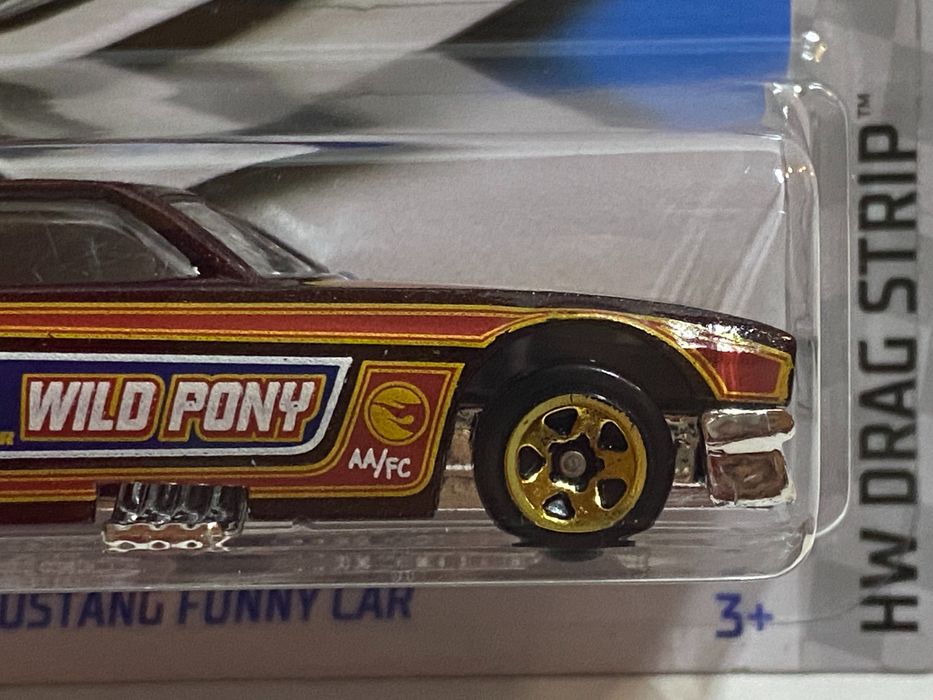 WILD PONY
AA/FC
USTANG FUNNY CAR
3+
HW DRAG STRIP™